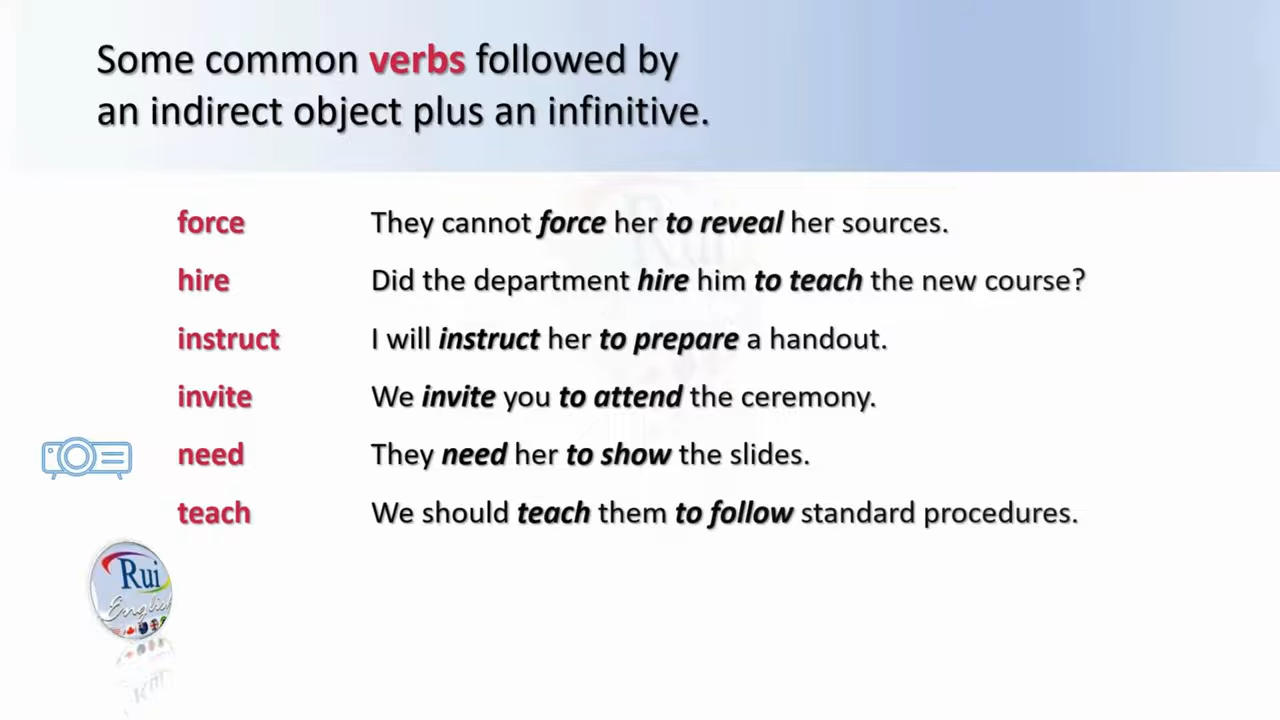 Some common verbs followed by
an indirect object plus an infinitive.
force They cannot force her to reveal her sources.
hire Did the department hire him to teach the new course?
instruct I will instruct her to prepare a handout.
invite We invite you to attend the ceremony.
need They need her to show the slides.
teach We should teach them to follow standard procedures.
Rui
English